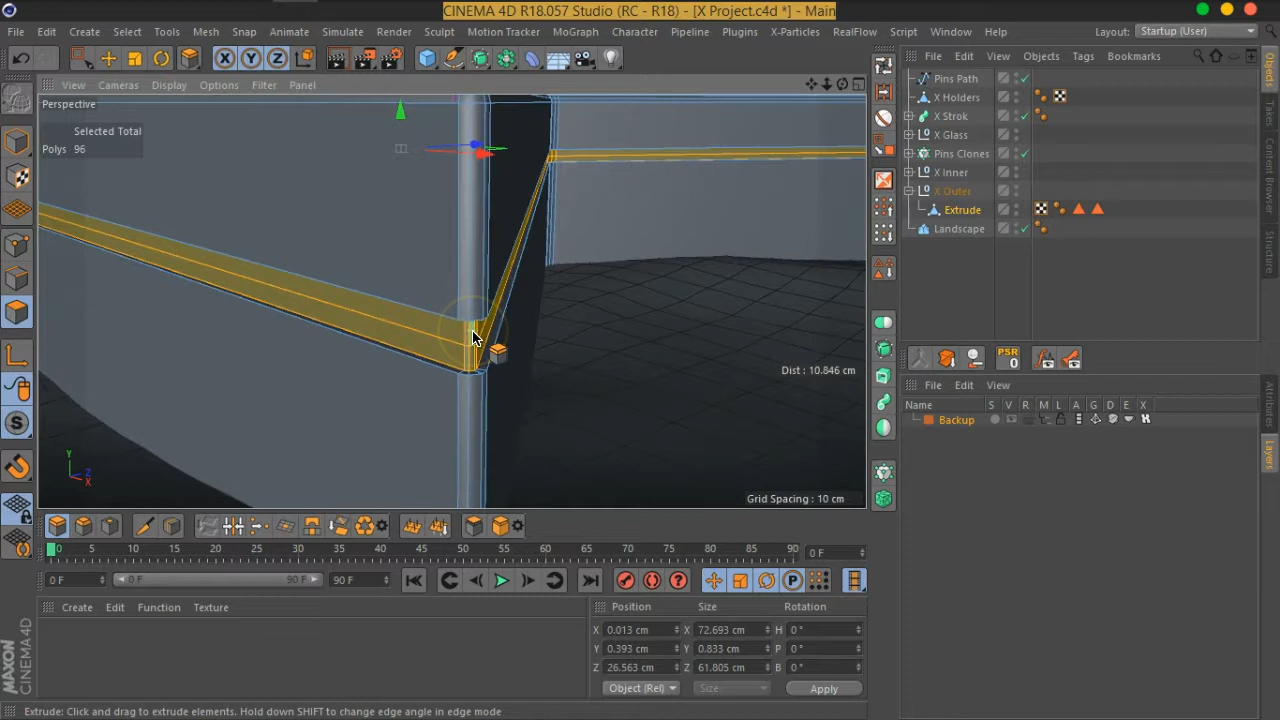 CINEMA 4D R18.057 Studio (RC - R18) - [X Project.c4d *] - Main
File Edit Create Select Tools Mesh Snap Animate Simulate Render Sculpt Motion Tracker MoGraph Character Pipeline Plugins X-Particles RealFlow Script Window Help Layout: Startup (User)
X Y Z
View Cameras Display Options Filter Panel
File Edit View Objects Tags Bookmarks
Perspective
Selected Total
Polys 96
Pins Path
X Holders
X Strok
X Glass
Pins Clones
X Inner
X Outer
Extrude
Landscape
Objects
Takes
Content Browser
Structure
Dist : 10.846 cm
Grid Spacing : 10 cm
Y
Z
X
S
PSR
0
File Edit View
Name S V R M L A G D E X
Backup
Attributes
Layers
0 5 10 15 20 25 30 35 40 45 50 55 60 65 70 75 80 85 90 0 F
0 F 0 F 90 F 90 F
P
Create Edit Function Texture
Position Size Rotation
X 0.013 cm X 72.693 cm H 0 °
Y 0.393 cm Y 0.833 cm P 0 °
Z 26.563 cm Z 61.805 cm B 0 °
Object (Rel) Size Apply
MAXON
CINEMA 4D
Extrude: Click and drag to extrude elements. Hold down SHIFT to change edge angle in edge mode